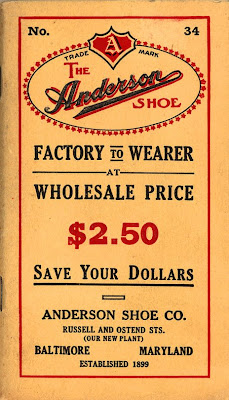 No. 34
TRADE MARK
A
THE
Anderson
SHOE
FACTORY TO WEARER
AT
WHOLESALE PRICE
$2.50
SAVE YOUR DOLLARS
ANDERSON SHOE CO.
RUSSELL AND OSTEND STS.
(OUR NEW PLANT)
BALTIMORE MARYLAND
ESTABLISHED 1899